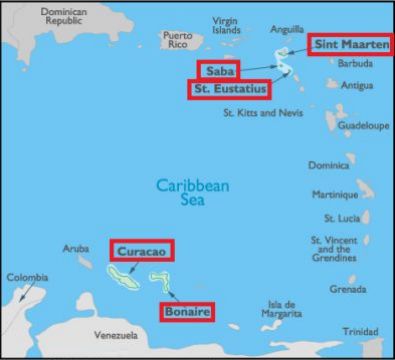 Dominican
Republic
Virgin
Islands
Anguilla
Puerto
Rico
Sint Maarten
Saba
Barbuda
St. Eustatius
Antigua
St. Kitts and Nevis
Guadeloupe
Dominica
Caribbean
Sea
Martinique
St. Lucia
St. Vincent
and the
Grendines
Aruba
Curacao
Colombia
Bonaire
Grenada
Isla de
Margarita
Venezuela
Trinidad